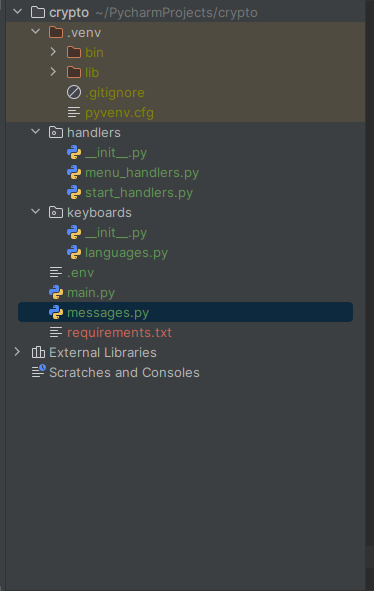 crypto ~/PycharmProjects/crypto
.venv
bin
lib
.gitignore
pyvenv.cfg
handlers
__init__.py
menu_handlers.py
start_handlers.py
keyboards
__init__.py
languages.py
.env
main.py
messages.py
requirements.txt
External Libraries
Scratches and Consoles